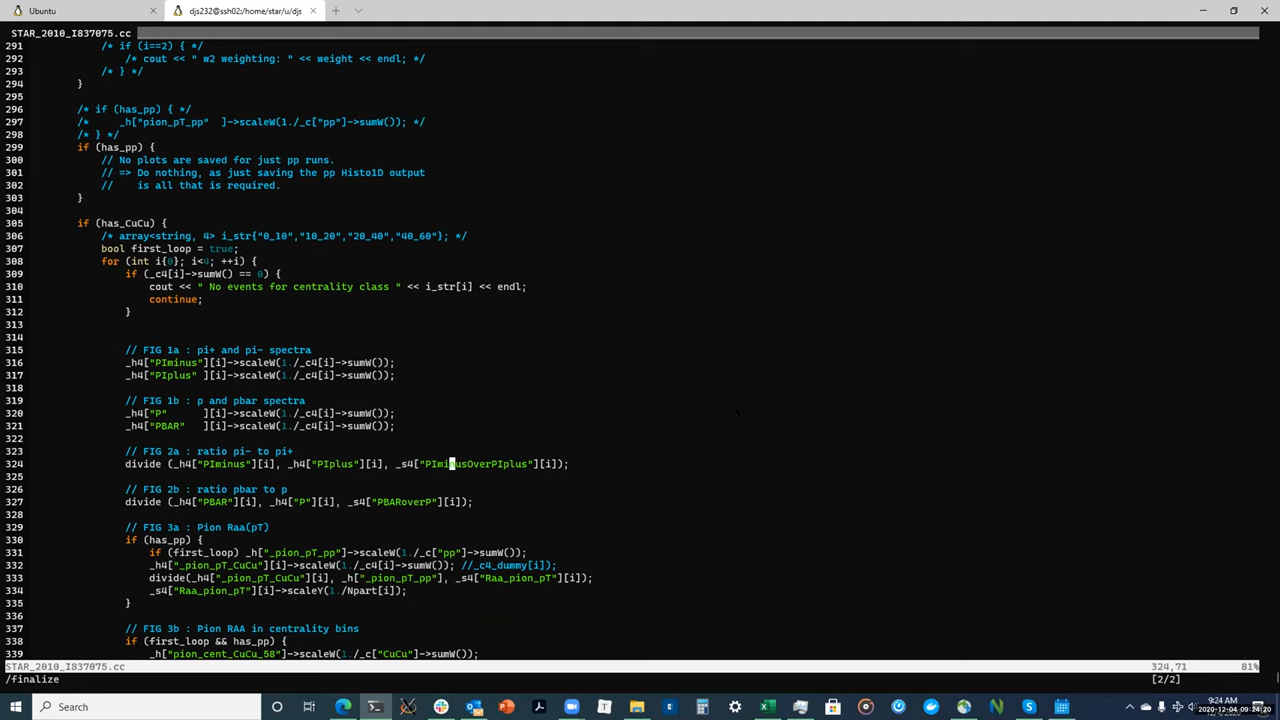 Ubuntu
djs232@ssh02:/home/star/u/djs
STAR_2010_I837075.cc
291 /* if (i==2) { */
292 /* cout << " w2 weighting: " << weight << endl; */
293 /* } */
294 }
295
296 /* if (has_pp) { */
297 /* _h["pion_pT_pp" ]->scaleW(1./_c["pp"]->sumW()); */
298 /* } */
299 if (has_pp) {
300 // No plots are saved for just pp runs.
301 // => Do nothing, as just saving the pp Histo1D output
302 // is all that is required.
303 }
304
305 if (has_CuCu) {
306 /* array<string, 4> i_str{"0_10","10_20","20_40","40_60"}; */
307 bool first_loop = true;
308 for (int i{0}; i<4; ++i) {
309 if (_c4[i]->sumW() == 0) {
310 cout << " No events for centrality class " << i_str[i] << endl;
311 continue;
312 }
313
314
315 // FIG 1a : pi+ and pi- spectra
316 _h4["PIminus"][i]->scaleW(1./_c4[i]->sumW());
317 _h4["PIplus" ][i]->scaleW(1./_c4[i]->sumW());
318
319 // FIG 1b : p and pbar spectra
320 _h4["P" ][i]->scaleW(1./_c4[i]->sumW());
321 _h4["PBAR" ][i]->scaleW(1./_c4[i]->sumW());
322
323 // FIG 2a : ratio pi- to pi+
324 divide (_h4["PIminus"][i], _h4["PIplus"][i], _s4["PIminusOverPIplus"][i]);
325
326 // FIG 2b : ratio pbar to p
327 divide (_h4["PBAR"][i], _h4["P"][i], _s4["PBARoverP"][i]);
328
329 // FIG 3a : Pion Raa(pT)
330 if (has_pp) {
331 if (first_loop) _h["_pion_pT_pp"]->scaleW(1./_c["pp"]->sumW());
332 _h4["_pion_pT_CuCu"][i]->scaleW(1./_c4[i]->sumW()); //_c4_dummy[i]);
333 divide(_h4["_pion_pT_CuCu"][i], _h["_pion_pT_pp"], _s4["Raa_pion_pT"][i]);
334 _s4["Raa_pion_pT"][i]->scaleY(1./Npart[i]);
335 }
336
337 // FIG 3b : Pion RAA in centrality bins
338 if (first_loop && has_pp) {
339 _h["pion_cent_CuCu_58"]->scaleW(1./_c["CuCu"]->sumW());
STAR_2010_I837075.cc 324,71 81%
/finalize [2/2]
Search
9:24 AM